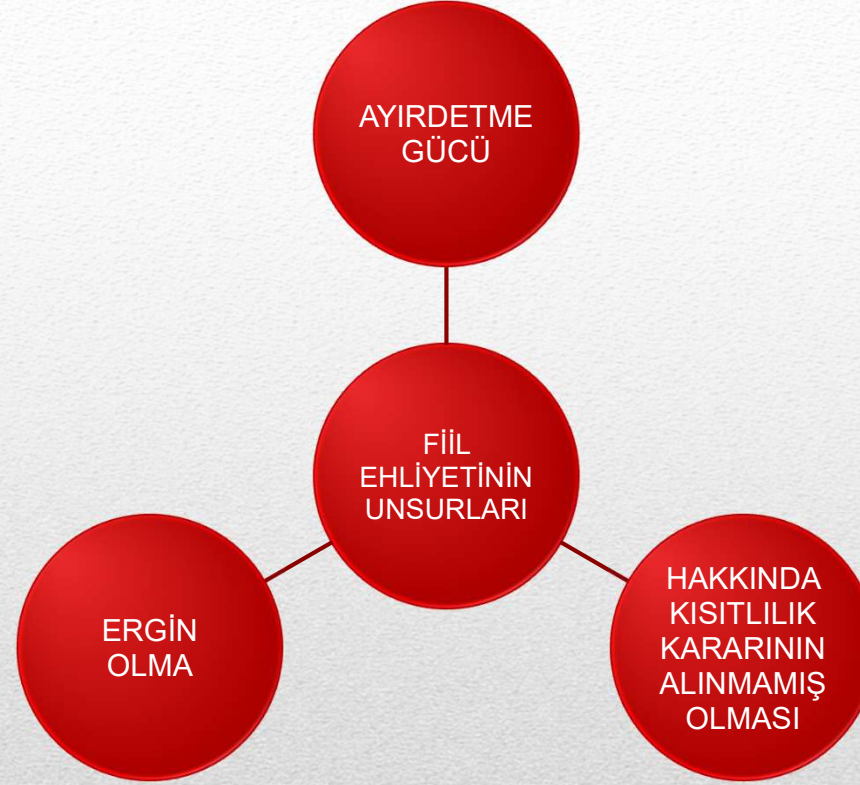 AYIRDETME
GÜCÜ
FİİL
EHLİYETİNİN
UNSURLARI
ERGİN
OLMA
HAKKINDA
KISITLILIK
KARARININ
ALINMAMIŞ
OLMASI